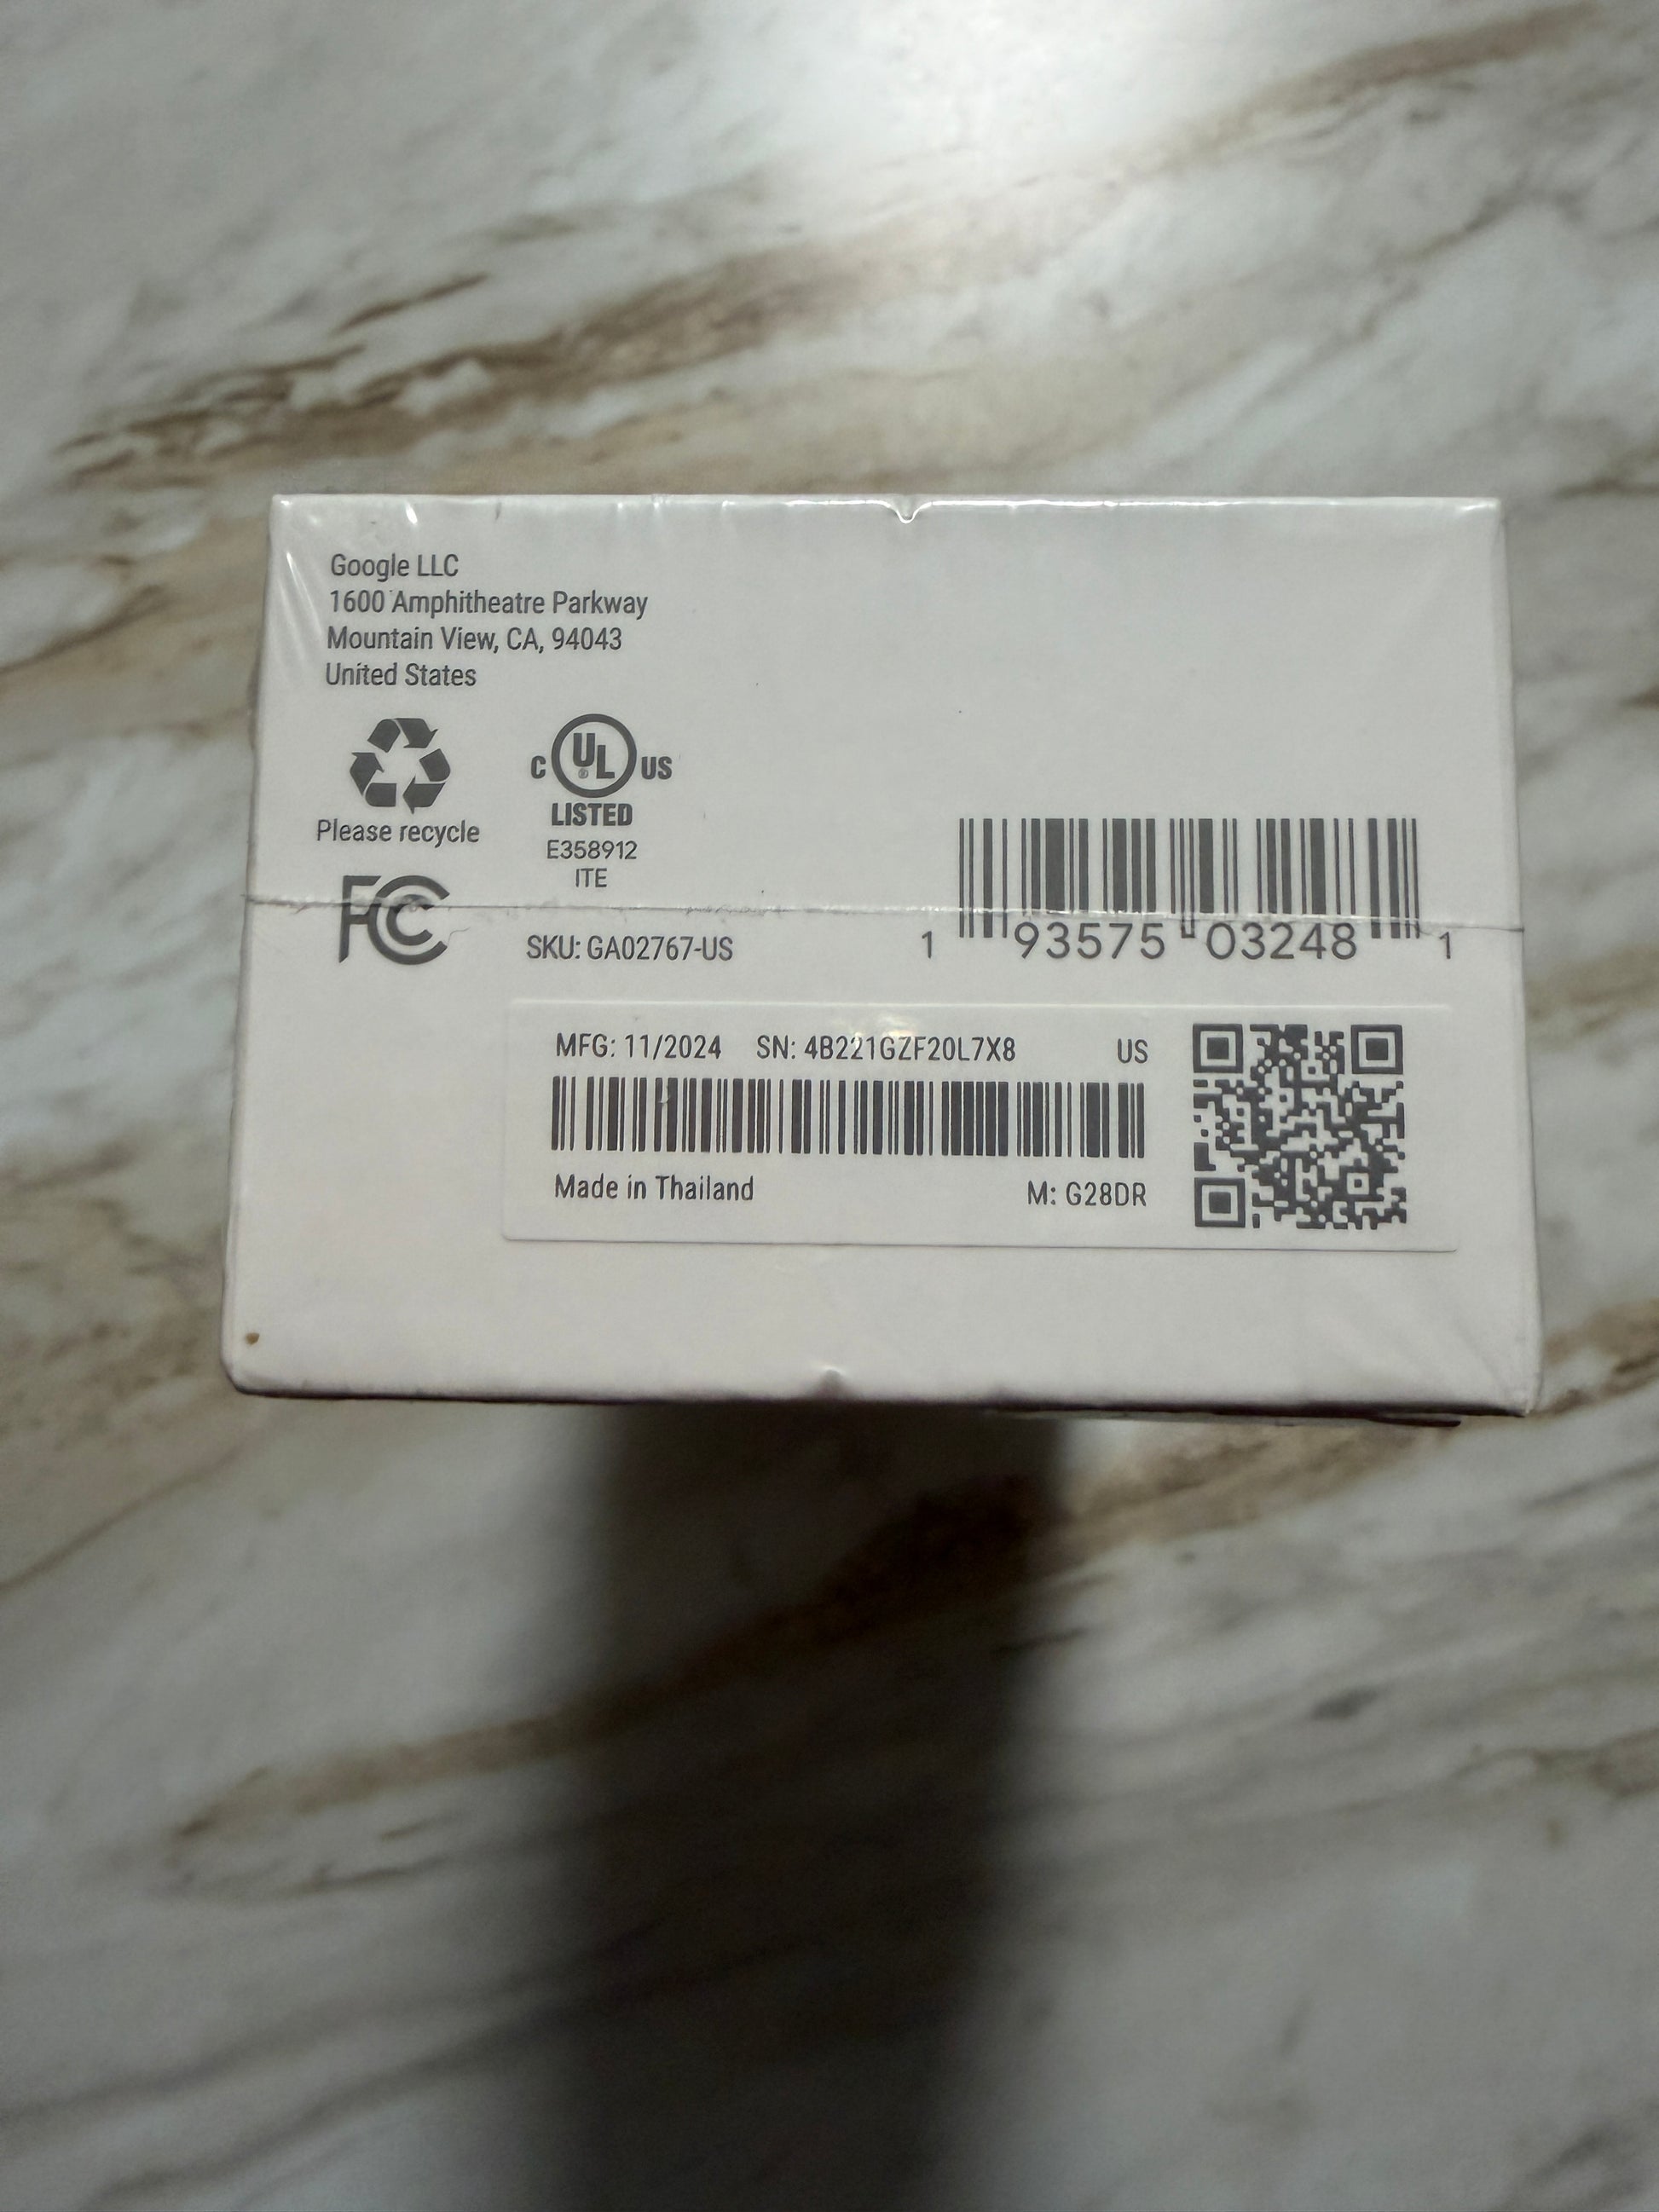 Google LLC
1600 Amphitheatre Parkway
Mountain View, CA, 94043
United States
Please recycle
C UL US
®
LISTED
E358912
ITE
FC
SKU: GA02767-US
1 93575 03248 1
MFG: 11/2024 SN: 4B221GZF20L7X8 US
Made in Thailand M: G28DR